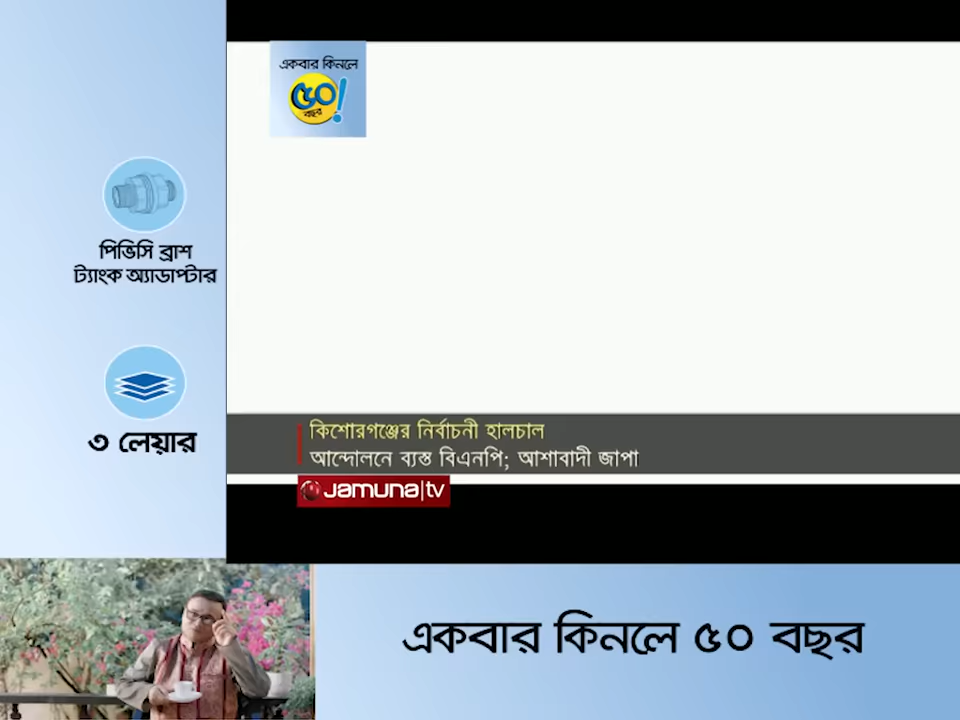 একবার কিনলে
৫০!
বছর
পিভিসি ব্রাশ
ট্যাংক অ্যাডাপ্টার
৩ লেয়ার
কিশোরগঞ্জের নির্বাচনী হালচাল
আন্দোলনে ব্যস্ত বিএনপি; আশাবাদী জাপা
Jamuna|tv
একবার কিনলে ৫০ বছর